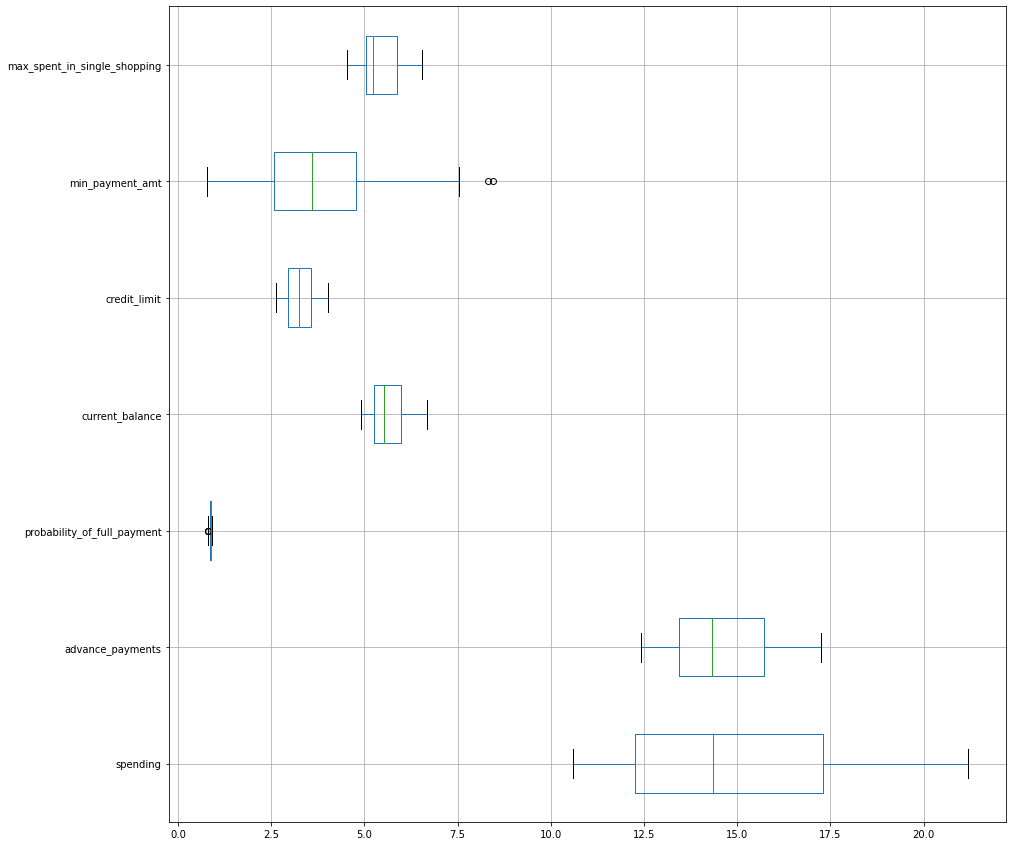 max_spent_in_single_shopping
min_payment_amt
credit_limit
current_balance
probability_of_full_payment
advance_payments
spending
0.0 2.5 5.0 7.5 10.0 12.5 15.0 17.5 20.0